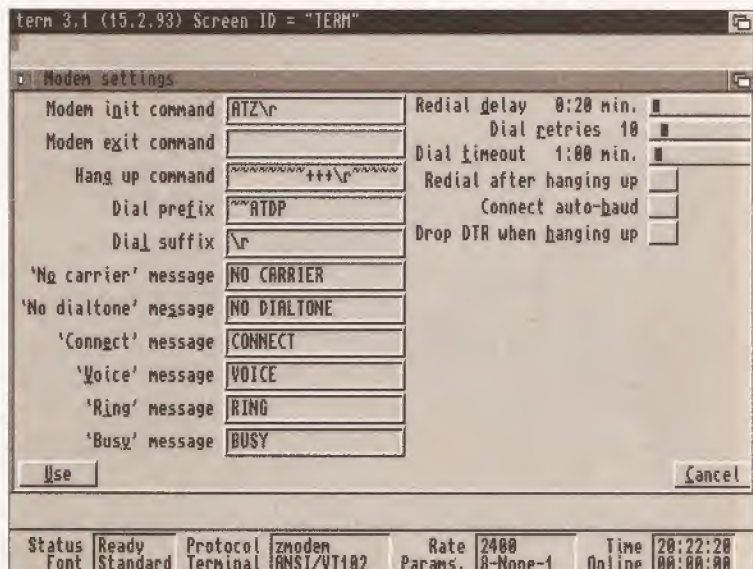 term 3.1 (15.2.93) Screen ID = "TERM"
Modem settings
Modem init command ATZ\r
Modem exit command
Hang up command ~~~~~~~~+++\r~~~~~
Dial prefix ~~ATDP
Dial suffix \r
'No carrier' message NO CARRIER
'No dialtone' message NO DIALTONE
'Connect' message CONNECT
'Voice' message VOICE
'Ring' message RING
'Busy' message BUSY
Redial delay 0:20 min.
Dial retries 10
Dial timeout 1:00 min.
Redial after hanging up
Connect auto-baud
Drop DTR when hanging up
Use
Cancel
Status Ready Protocol zmodem Rate 2400 Time 20:22:20
Font Standard Terminal ANSI/VT102 Params. 8-None-1 Online 00:00:00